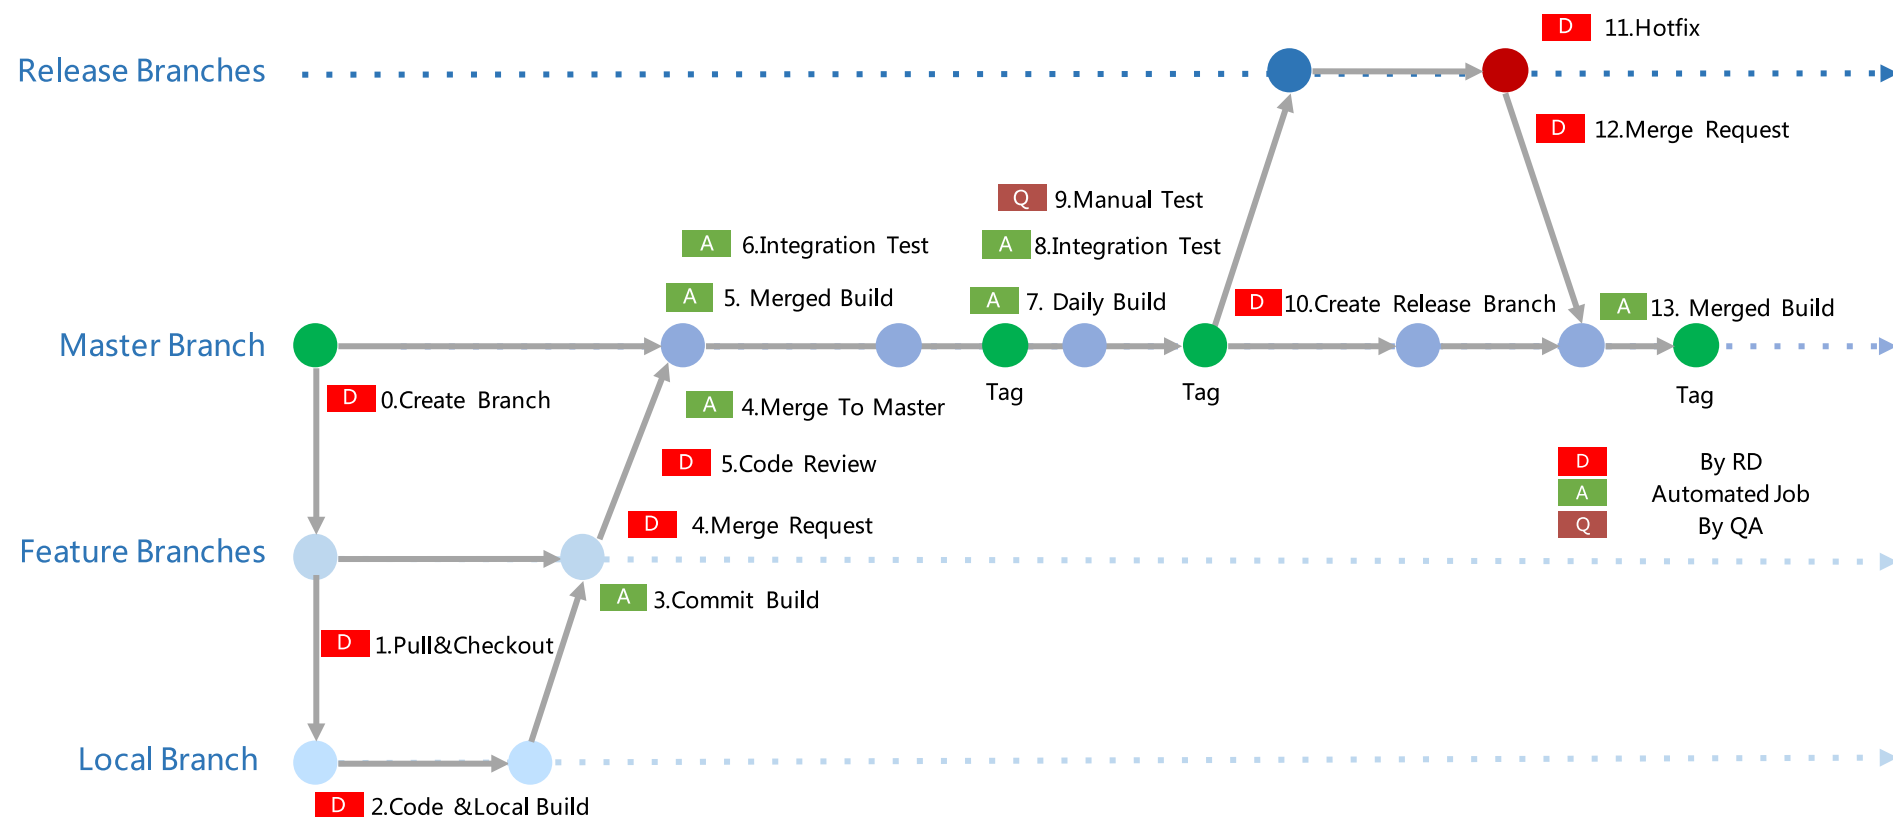 D 11.Hotfix
Release Branches
D 12.Merge Request
Q 9.Manual Test
A 6.Integration Test
A 8.Integration Test
A 5. Merged Build
A 7. Daily Build
D 10.Create Release Branch
A 13. Merged Build
Master Branch
Tag
Tag
Tag
D 0.Create Branch
A 4.Merge To Master
D 5.Code Review
D By RD
A Automated Job
Q By QA
D 4.Merge Request
Feature Branches
A 3.Commit Build
D 1.Pull&Checkout
Local Branch
D 2.Code &Local Build